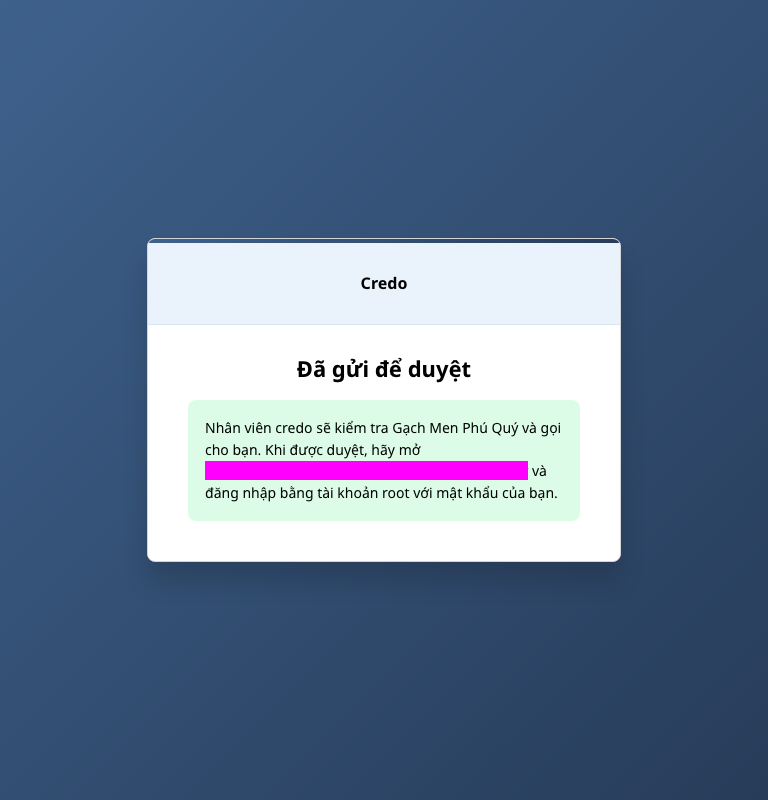 Credo
Đã gửi để duyệt
Nhân viên credo sẽ kiểm tra Gạch Men Phú Quý và gọi
cho bạn. Khi được duyệt, hãy mở
và
đăng nhập bằng tài khoản root với mật khẩu của bạn.